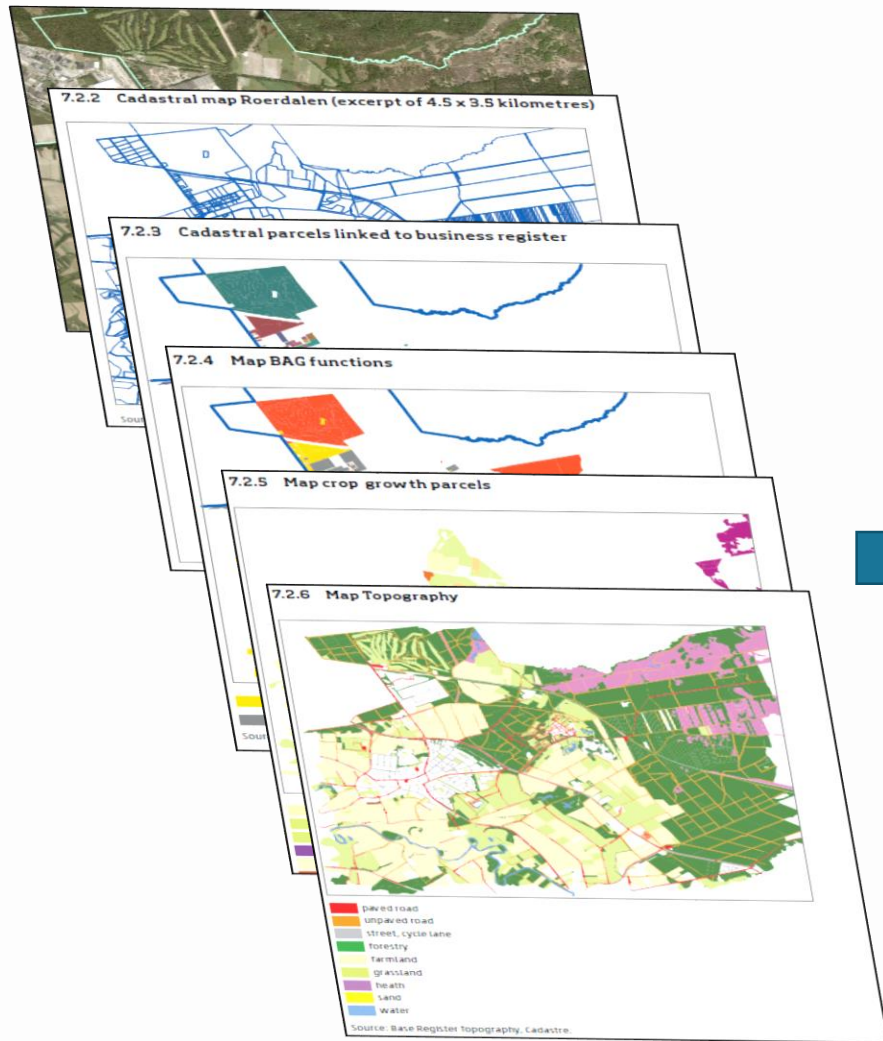 7.2.2 Cadastral map Roerdalen (excerpt of 4.5 x 3.5 kilometres)
7.2.3 Cadastral parcels linked to business register
7.2.4 Map BAG functions
7.2.5 Map crop growth parcels
7.2.6 Map Topography
paved road
unpaved road
street, cycle lane
forestry
farmland
grassland
heath
sand
water
Source: Base Register Topography, Cadastre.